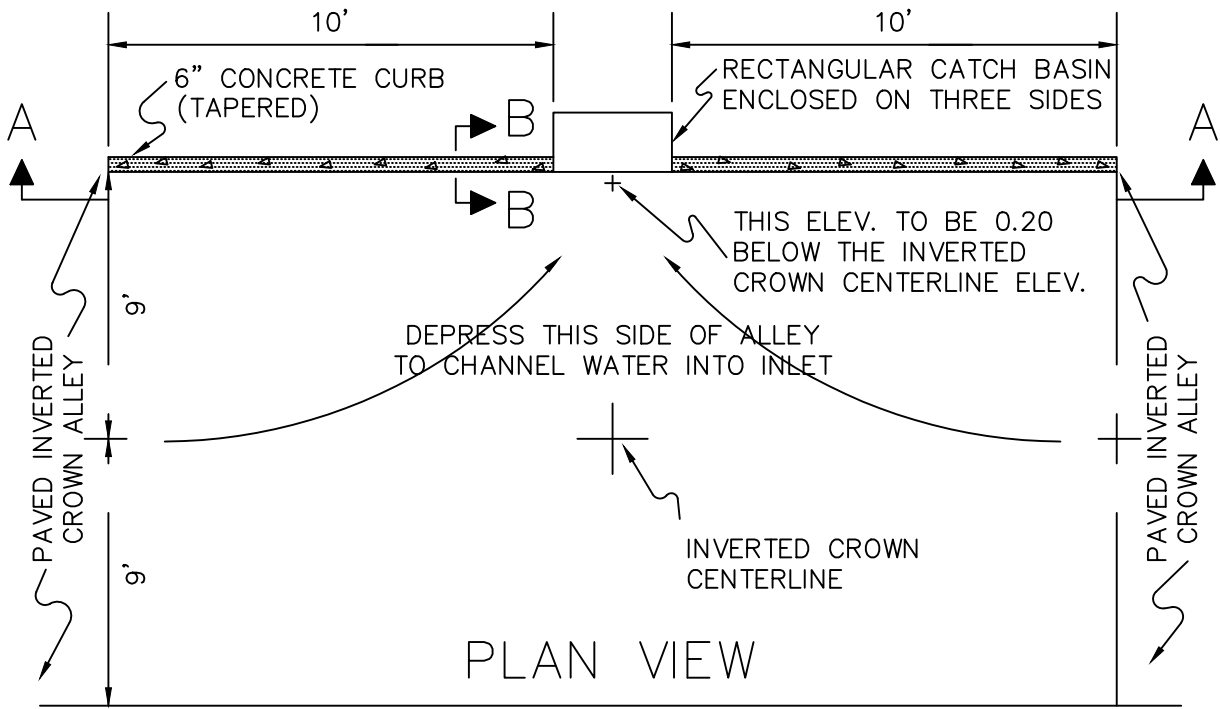 10'
10'
6" CONCRETE CURB
(TAPERED)
RECTANGULAR CATCH BASIN
ENCLOSED ON THREE SIDES
A
B
A
B
THIS ELEV. TO BE 0.20
BELOW THE INVERTED
CROWN CENTERLINE ELEV.
9'
DEPRESS THIS SIDE OF ALLEY
TO CHANNEL WATER INTO INLET
PAVED INVERTED
CROWN ALLEY
PAVED INVERTED
CROWN ALLEY
INVERTED CROWN
CENTERLINE
9'
PLAN VIEW